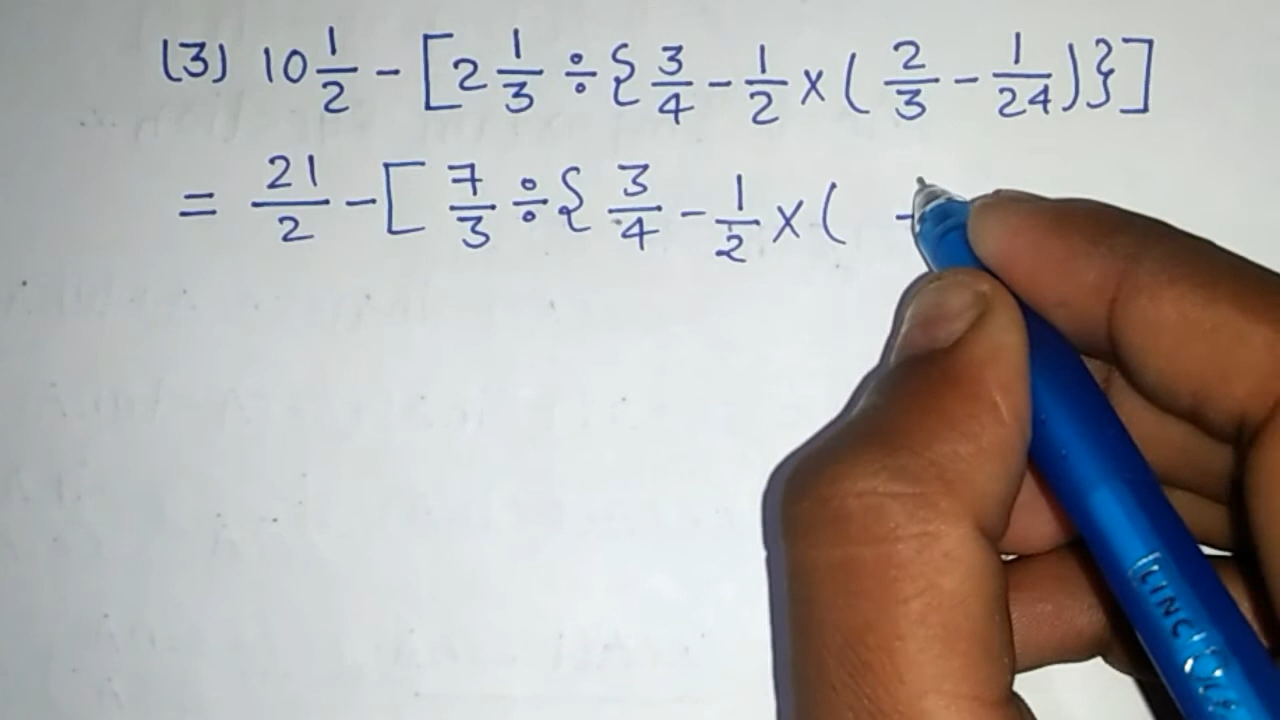 (3) 10 1/2 - [2 1/3 ÷ {3/4 - 1/2 × (2/3 - 1/24)}]
= 21/2 - [7/3 ÷ {3/4 - 1/2 × (
LINC